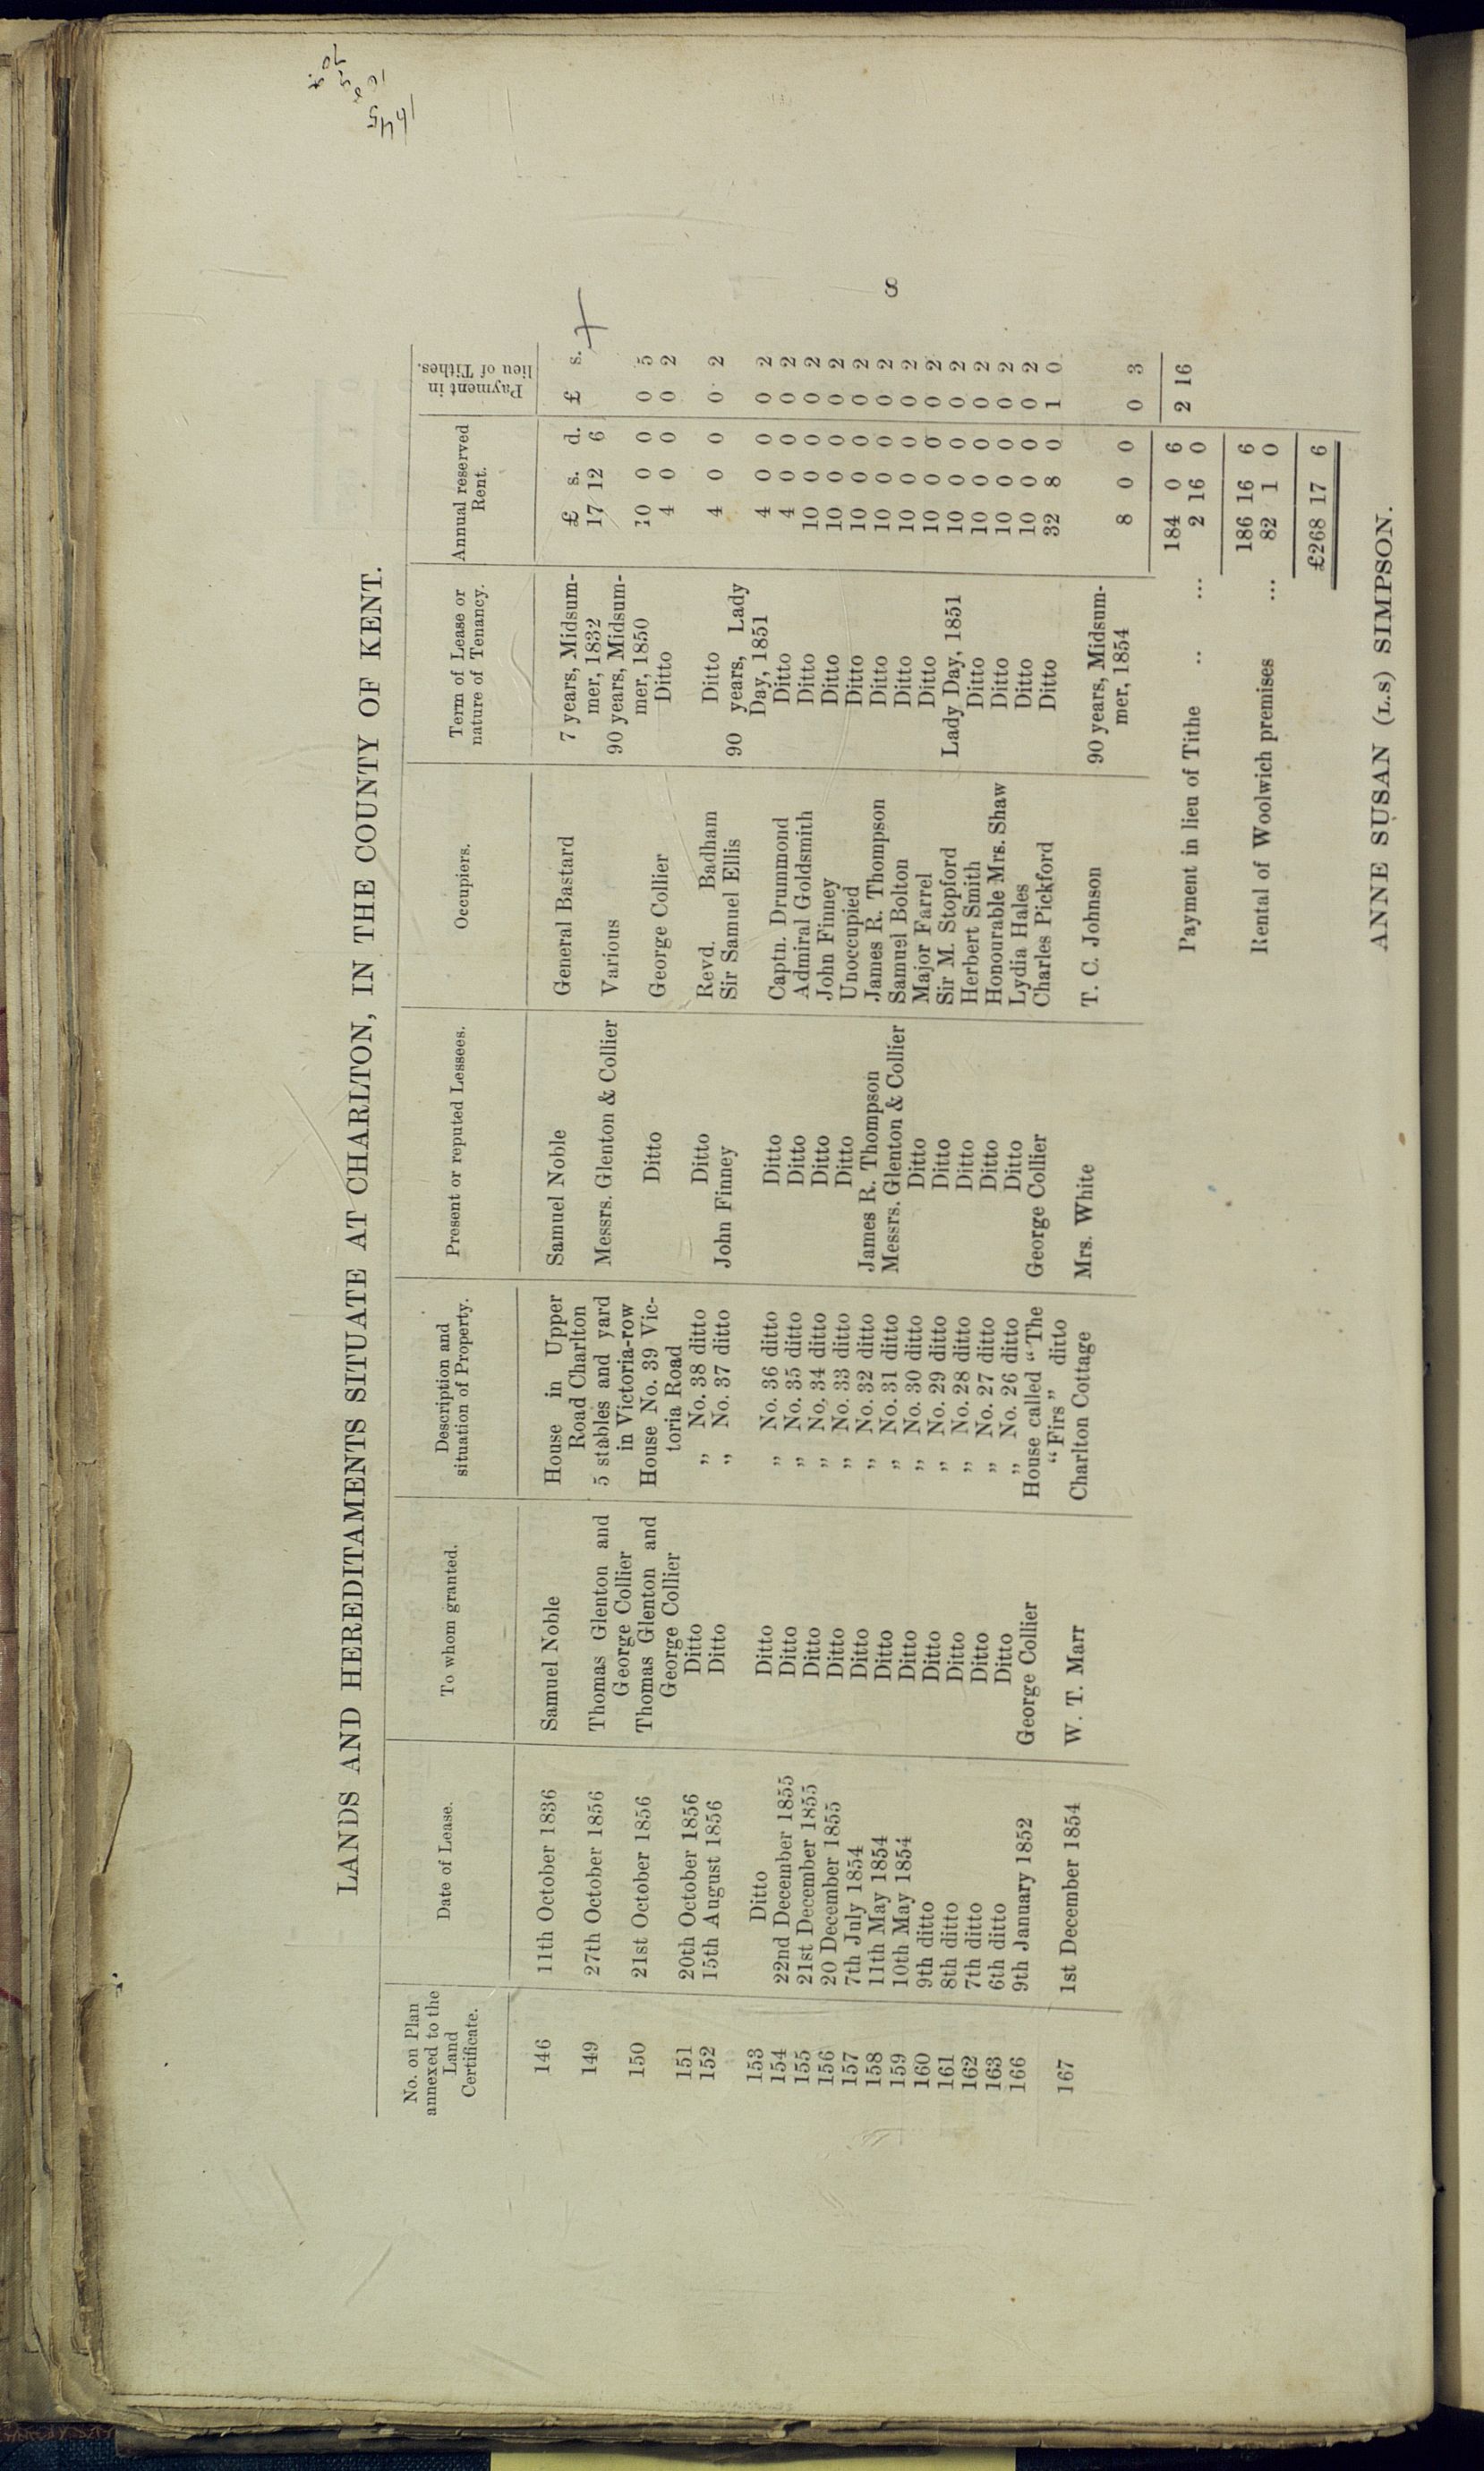 8
LANDS AND HEREDITAMENTS SITUATE AT CHARLTON, IN THE COUNTY OF KENT.
No. on Plan annexed to the Land Certificate. | Date of Lease. | To whom granted. | Description and situation of Property. | Present or reputed Lessees. | Occupiers. | Term of Lease or nature of Tenancy. | Annual reserved Rent. | Payment in lieu of Tithes.
£ s. d. | £ s.
146 | 11th October 1836 | Samuel Noble | House in Upper Road Charlton | Samuel Noble | General Bastard | 7 years, Midsummer, 1832 | 17 12 6
149 | 27th October 1856 | Thomas Glenton and George Collier | 5 stables and yard in Victoria-row | Messrs. Glenton & Collier | Various | 90 years, Midsummer, 1850 | 10 0 0 | 0 5
150 | 21st October 1856 | Thomas Glenton and George Collier | House No. 39 Victoria Road | Ditto | George Collier | Ditto | 4 0 0 | 0 2
151 | 20th October 1856 | Ditto | „ No. 38 ditto | Ditto | Revd. Badham | Ditto | 4 0 0 | 0 2
152 | 15th August 1856 | Ditto | „ No. 37 ditto | John Finney | Sir Samuel Ellis | 90 years, Lady Day, 1851 | 4 0 0 | 0 2
153 | Ditto | Ditto | „ No. 36 ditto | Ditto | Captn. Drummond | Ditto | 4 0 0 | 0 2
154 | 22nd December 1855 | Ditto | „ No. 35 ditto | Ditto | Admiral Goldsmith | Ditto | 10 0 0 | 0 2
155 | 21st December 1855 | Ditto | „ No. 34 ditto | Ditto | John Finney | Ditto | 10 0 0 | 0 2
156 | 20 December 1855 | Ditto | „ No. 33 ditto | Ditto | Unoccupied | Ditto | 10 0 0 | 0 2
157 | 7th July 1854 | Ditto | „ No. 32 ditto | James R. Thompson | James R. Thompson | Ditto | 10 0 0 | 0 2
158 | 11th May 1854 | Ditto | „ No. 31 ditto | Messrs. Glenton & Collier | Samuel Bolton | Ditto | 10 0 0 | 0 2
159 | 10th May 1854 | Ditto | „ No. 30 ditto | Ditto | Major Farrel | Ditto | 10 0 0 | 0 2
160 | 9th ditto | Ditto | „ No. 29 ditto | Ditto | Sir M. Stopford | Lady Day, 1851 | 10 0 0 | 0 2
161 | 8th ditto | Ditto | „ No. 28 ditto | Ditto | Herbert Smith | Ditto | 10 0 0 | 0 2
162 | 7th ditto | Ditto | „ No. 27 ditto | Ditto | Honourable Mrs. Shaw | Ditto | 10 0 0 | 0 2
163 | 6th ditto | Ditto | „ No. 26 ditto | Ditto | Lydia Hales | Ditto | 10 0 0 | 0 2
166 | 9th January 1852 | George Collier | House called "The "Firs" ditto | George Collier | Charles Pickford | Ditto | 32 8 0 | 1 0
167 | 1st December 1854 | W. T. Marr | Charlton Cottage | Mrs. White | T. C. Johnson | 90 years, Midsummer, 1854 | 8 0 0 | 0 3
184 0 6 | 2 16
Payment in lieu of Tithe .. ... 2 16 0
186 16 6
Rental of Woolwich premises ... 82 1 0
£268 17 6
ANNE SUSAN (L.S) SIMPSON.